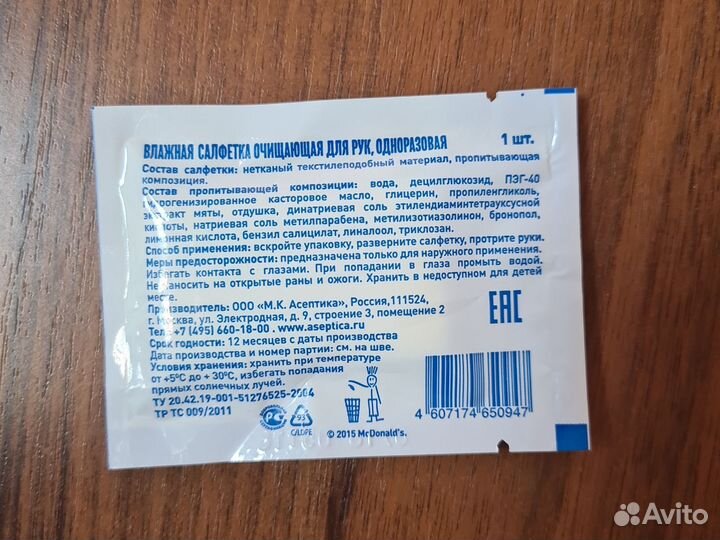 ВЛАЖНАЯ САЛФЕТКА ОЧИЩАЮЩАЯ ДЛЯ РУК, ОДНОРАЗОВАЯ 1 шт.
Состав салфетки: нетканый текстилеподобный материал, пропитывающая
композиция.
Состав пропитывающей композиции: вода, децилглюкозид, ПЭГ-40
гидрогенизированное касторовое масло, глицерин, пропиленгликоль,
экстракт мяты, отдушка, динатриевая соль этилендиаминтетрауксусной
кислоты, натриевая соль метилпарабена, метилизотиазолинон, бронопол,
лимонная кислота, бензил салицилат, линалоол, триклозан.
Способ применения: вскройте упаковку, разверните салфетку, протрите руки.
Меры предосторожности: предназначено только для наружного применения.
Избегать контакта с глазами. При попадании в глаза промыть водой.
Не наносить на открытые раны и ожоги. Хранить в недоступном для детей
месте.
Производитель: ООО «М.К. Асептика», Россия,111524,
г. Москва, ул. Электродная, д. 9, строение 3, помещение 2
Тел. +7 (495) 660-18-00 . www.aseptica.ru
Срок годности: 12 месяцев с даты производства
Дата производства и номер партии: см. на шве.
Условия хранения: хранить при температуре
от +5°С до + 30°С, избегать попадания
прямых солнечных лучей.
ТУ 20.42.19-001-51276525-2004
ТР ТС 009/2011
EAC
РСТ
93
C/LDPE
© 2015 McDonald's.
4 607174 650947
Avito